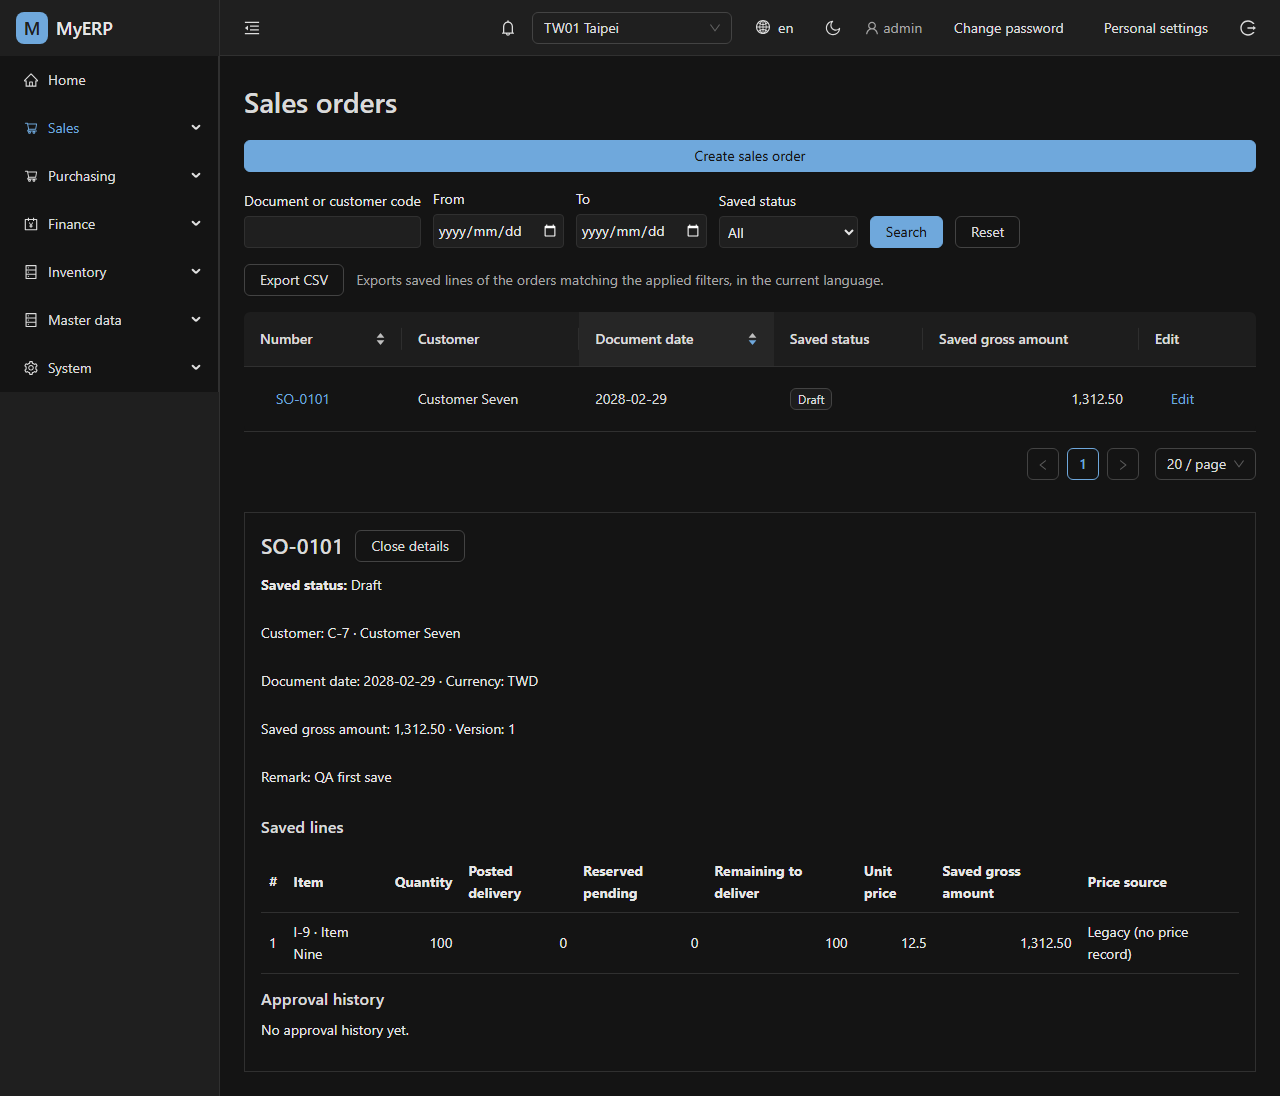 M MyERP
TW01 Taipei
en
admin
Change password
Personal settings
Home
Sales
Purchasing
Finance
Inventory
Master data
System
Sales orders
Create sales order
Document or customer code
From
To
Saved status
yyyy/mm/dd
yyyy/mm/dd
All
Search
Reset
Export CSV
Exports saved lines of the orders matching the applied filters, in the current language.
Number Customer Document date Saved status Saved gross amount Edit
SO-0101 Customer Seven 2028-02-29 Draft 1,312.50 Edit
< 1 > 20 / page
SO-0101 Close details
Saved status: Draft
Customer: C-7 · Customer Seven
Document date: 2028-02-29 · Currency: TWD
Saved gross amount: 1,312.50 · Version: 1
Remark: QA first save
Saved lines
# Item Quantity Posted delivery Reserved pending Remaining to deliver Unit price Saved gross amount Price source
1 I-9 · Item Nine 100 0 0 100 12.5 1,312.50 Legacy (no price record)
Approval history
No approval history yet.